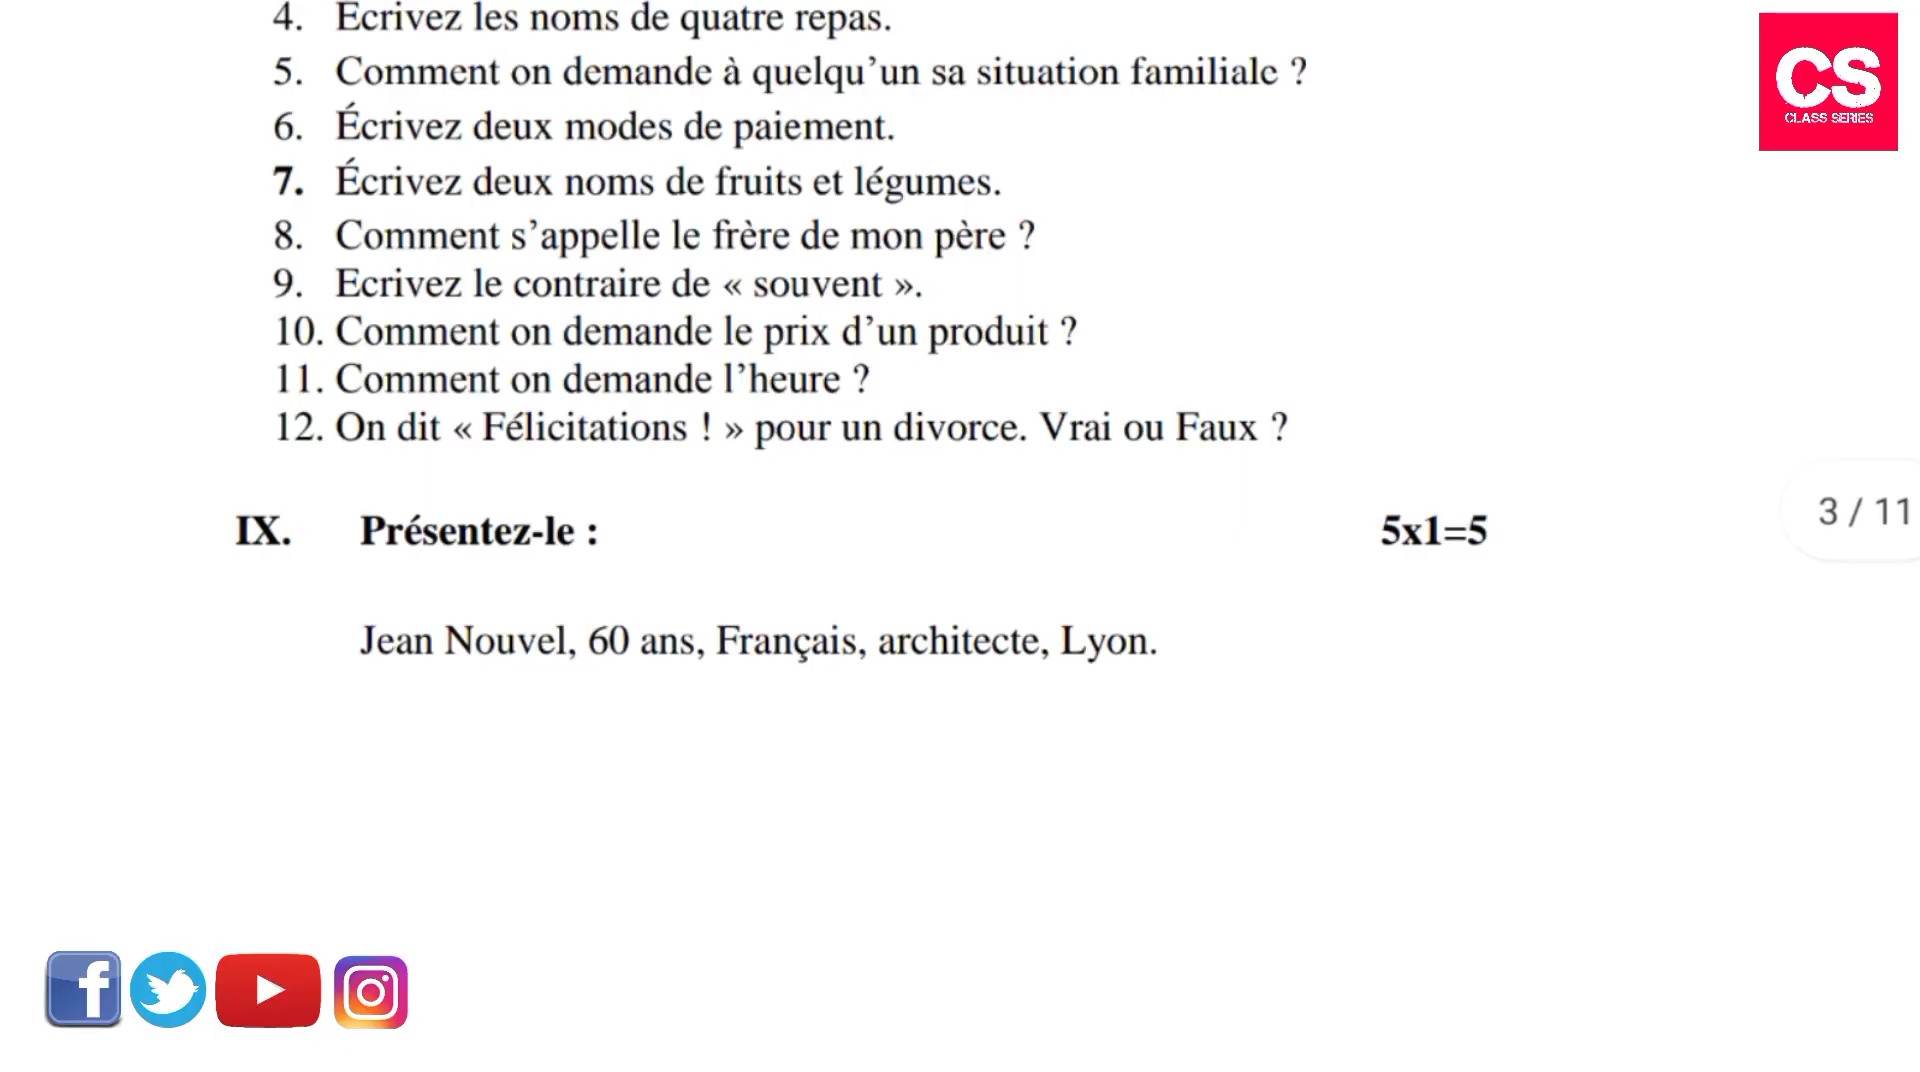 4. Ecrivez les noms de quatre repas.
5. Comment on demande à quelqu’un sa situation familiale ?
6. Écrivez deux modes de paiement.
7. Écrivez deux noms de fruits et légumes.
8. Comment s’appelle le frère de mon père ?
9. Ecrivez le contraire de « souvent ».
10. Comment on demande le prix d’un produit ?
11. Comment on demande l’heure ?
12. On dit « Félicitations ! » pour un divorce. Vrai ou Faux ?
IX. Présentez-le : 5x1=5
Jean Nouvel, 60 ans, Français, architecte, Lyon.
CS
CLASS SERIES
3 / 11